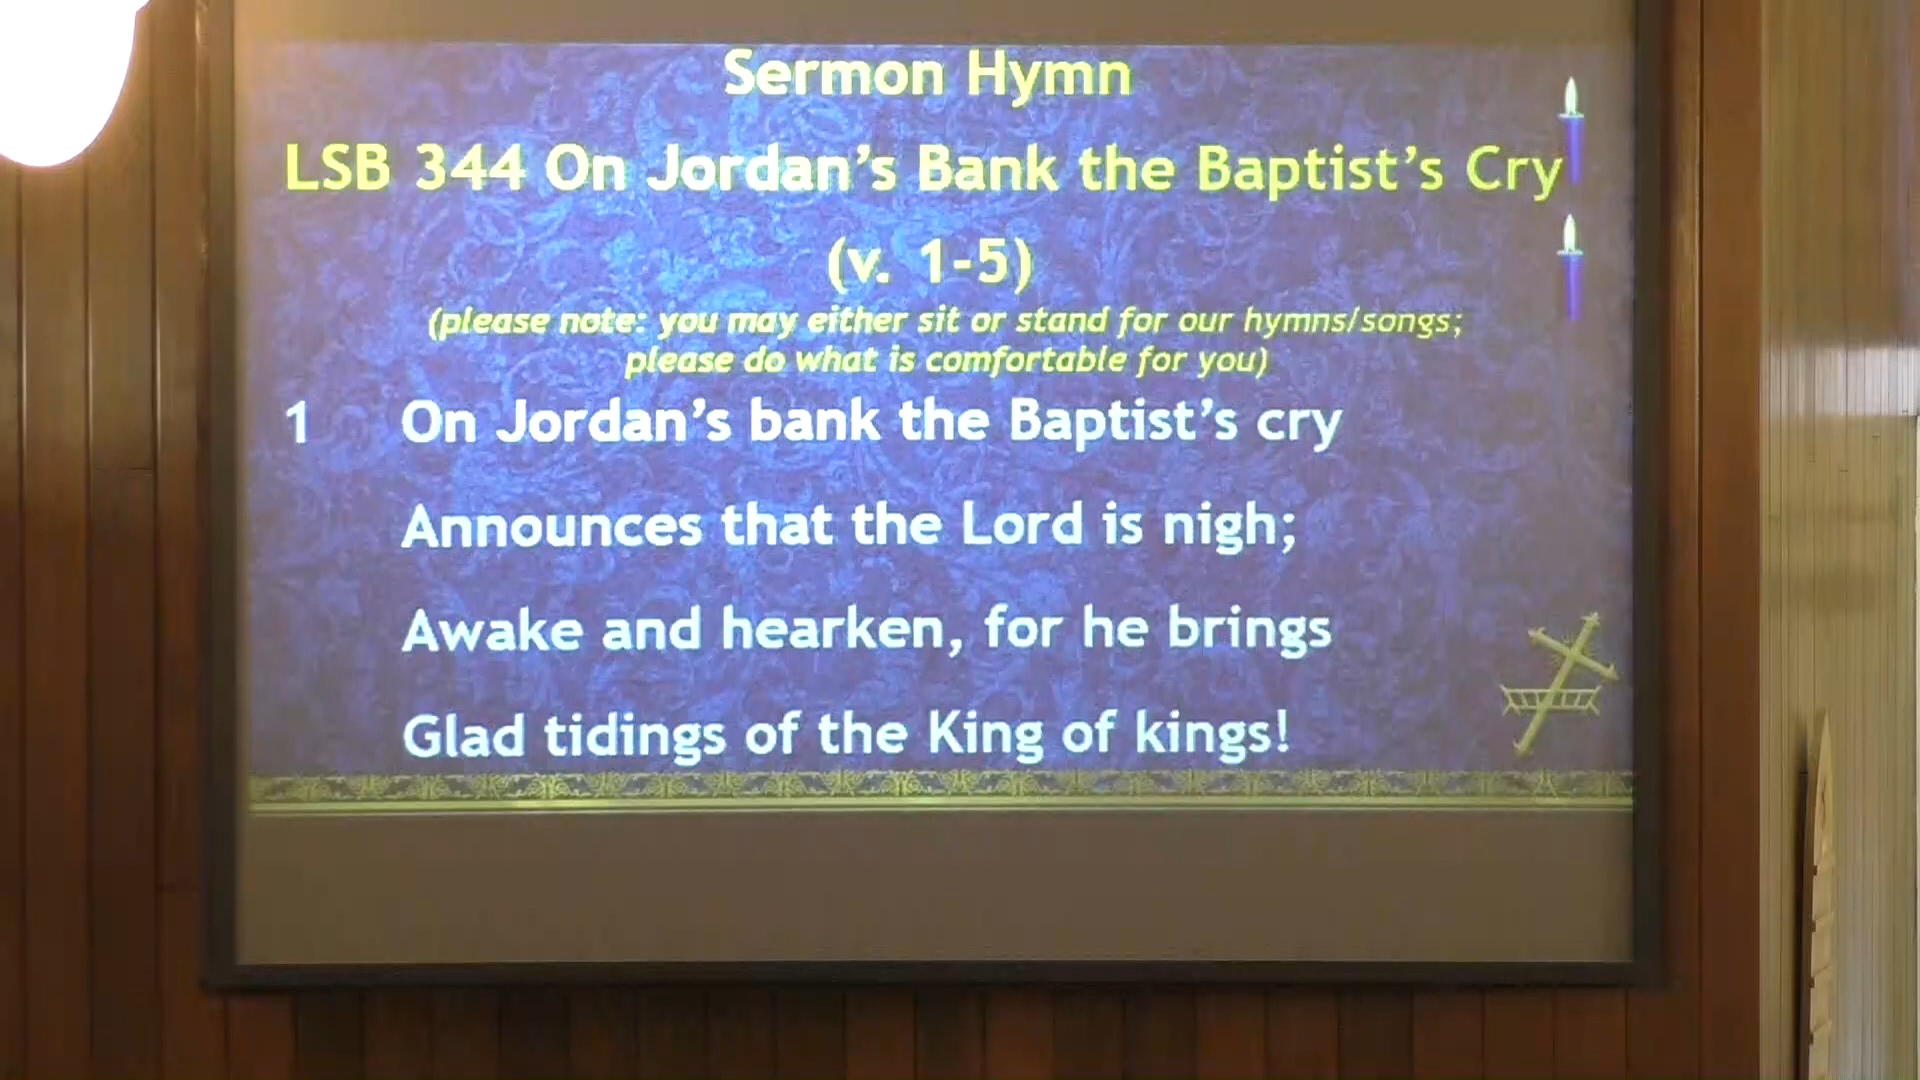 Sermon Hymn
LSB 344 On Jordan’s Bank the Baptist’s Cry
(v. 1-5)
(please note: you may either sit or stand for our hymns/songs;
please do what is comfortable for you)
1 On Jordan’s bank the Baptist’s cry
Announces that the Lord is nigh;
Awake and hearken, for he brings
Glad tidings of the King of kings!